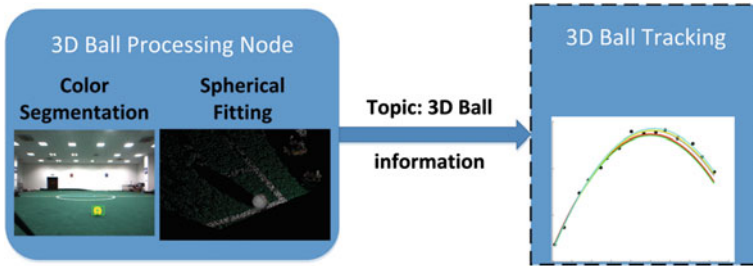 3D Ball Processing Node
Color
Segmentation
Spherical
Fitting
Topic: 3D Ball
information
3D Ball Tracking